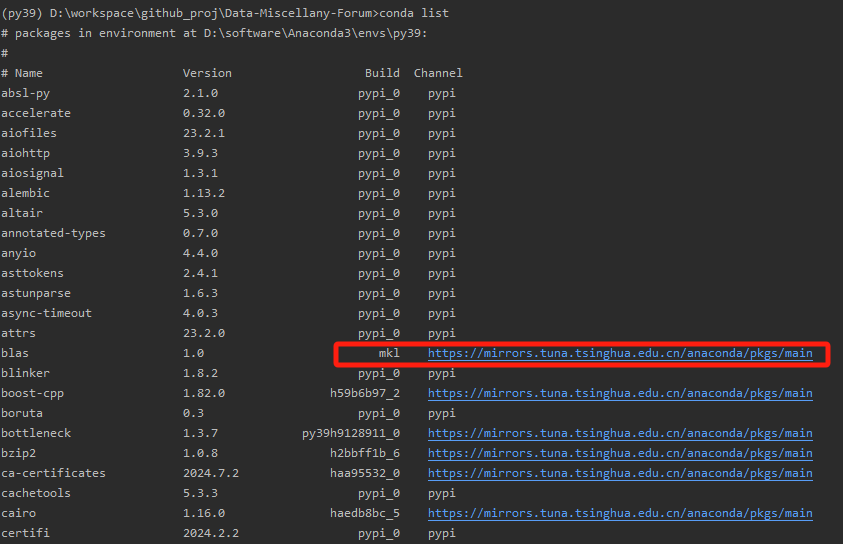 (py39) D:\workspace\github_proj\Data-Miscellany-Forum>conda list
# packages in environment at D:\software\Anaconda3\envs\py39:
#
# Name Version Build Channel
absl-py 2.1.0 pypi_0 pypi
accelerate 0.32.0 pypi_0 pypi
aiofiles 23.2.1 pypi_0 pypi
aiohttp 3.9.3 pypi_0 pypi
aiosignal 1.3.1 pypi_0 pypi
alembic 1.13.2 pypi_0 pypi
altair 5.3.0 pypi_0 pypi
annotated-types 0.7.0 pypi_0 pypi
anyio 4.4.0 pypi_0 pypi
asttokens 2.4.1 pypi_0 pypi
astunparse 1.6.3 pypi_0 pypi
async-timeout 4.0.3 pypi_0 pypi
attrs 23.2.0 pypi_0 pypi
blas 1.0 mkl https://mirrors.tuna.tsinghua.edu.cn/anaconda/pkgs/main
blinker 1.8.2 pypi_0 pypi
boost-cpp 1.82.0 h59b6b97_2 https://mirrors.tuna.tsinghua.edu.cn/anaconda/pkgs/main
boruta 0.3 pypi_0 pypi
bottleneck 1.3.7 py39h9128911_0 https://mirrors.tuna.tsinghua.edu.cn/anaconda/pkgs/main
bzip2 1.0.8 h2bbff1b_6 https://mirrors.tuna.tsinghua.edu.cn/anaconda/pkgs/main
ca-certificates 2024.7.2 haa95532_0 https://mirrors.tuna.tsinghua.edu.cn/anaconda/pkgs/main
cachetools 5.3.3 pypi_0 pypi
cairo 1.16.0 haedb8bc_5 https://mirrors.tuna.tsinghua.edu.cn/anaconda/pkgs/main
certifi 2024.2.2 pypi_0 pypi